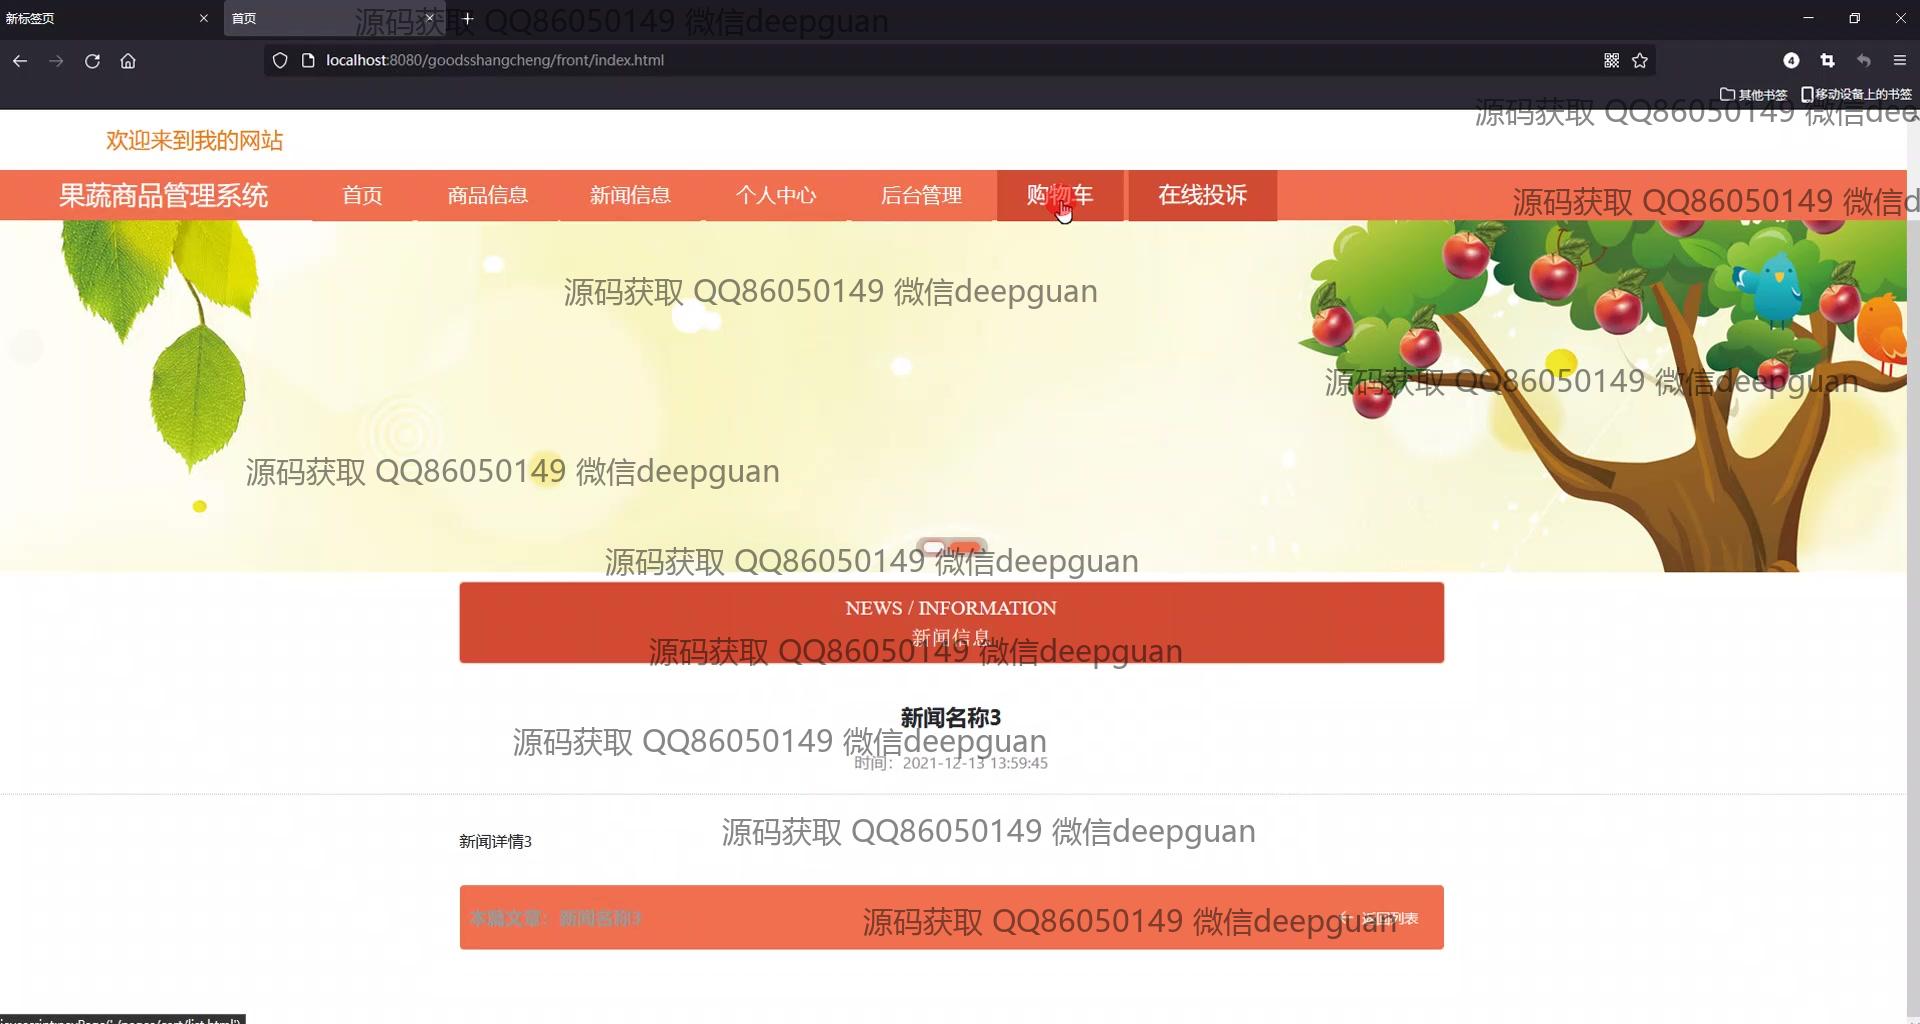 新标签页
首页
源码获取 QQ86050149 微信deepguan
localhost:8080/goodsshangcheng/front/index.html
4
其他书签 移动设备上的书签
源码获取 QQ86050149 微信dee
欢迎来到我的网站
果蔬商品管理系统 首页 商品信息 新闻信息 个人中心 后台管理 购物车 在线投诉
源码获取 QQ86050149 微信d
源码获取 QQ86050149 微信deepguan
源码获取 QQ86050149 微信deepguan
源码获取 QQ86050149 微信deepguan
源码获取 QQ86050149 微信deepguan
NEWS / INFORMATION
新闻信息
源码获取 QQ86050149 微信deepguan
新闻名称3
源码获取 QQ86050149 微信deepguan
时间：2021-12-13 13:59:45
源码获取 QQ86050149 微信deepguan
新闻详情3
本篇文章：新闻名称3
源码获取 QQ86050149 微信deepguan
返回列表